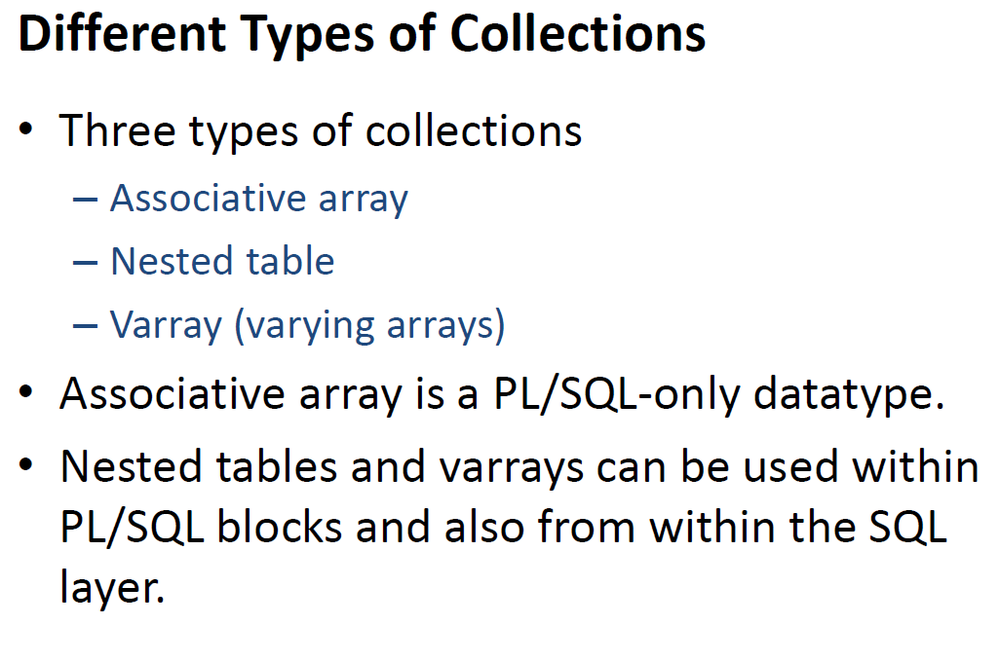 Different Types of Collections
• Three types of collections
– Associative array
– Nested table
– Varray (varying arrays)
• Associative array is a PL/SQL-only datatype.
• Nested tables and varrays can be used within
PL/SQL blocks and also from within the SQL
layer.